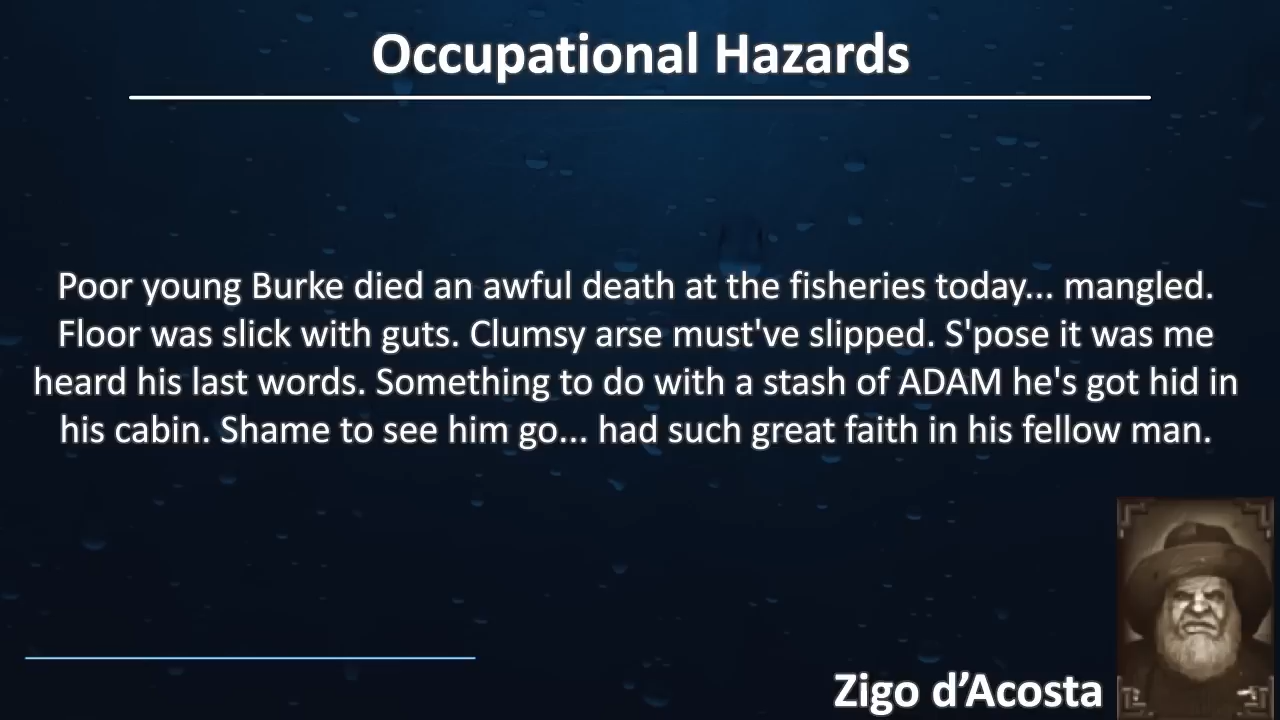 Occupational Hazards
Poor young Burke died an awful death at the fisheries today... mangled.
Floor was slick with guts. Clumsy arse must've slipped. S'pose it was me
heard his last words. Something to do with a stash of ADAM he's got hid in
his cabin. Shame to see him go... had such great faith in his fellow man.
Zigo d’Acosta